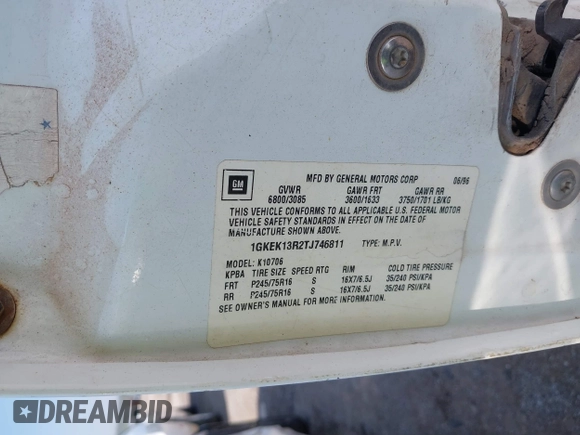 MFD BY GENERAL MOTORS CORP 06/96
GM
GVWR GAWR FRT GAWR RR
6800/3085 3600/1633 3750/1701 LB/KG
THIS VEHICLE CONFORMS TO ALL APPLICABLE U.S. FEDERAL MOTOR
VEHICLE SAFETY STANDARDS IN EFFECT ON THE DATE OF
MANUFACTURE SHOWN ABOVE.
1GKEK13R2TJ746811 TYPE: M.P.V.
MODEL: K10706
KPBA TIRE SIZE SPEED RTG RIM COLD TIRE PRESSURE
FRT P245/75R16 S 16X7/6.5J 35/240 PSI/KPA
RR P245/75R16 S 16X7/6.5J 35/240 PSI/KPA
SEE OWNER'S MANUAL FOR MORE INFORMATION.
DREAMBID